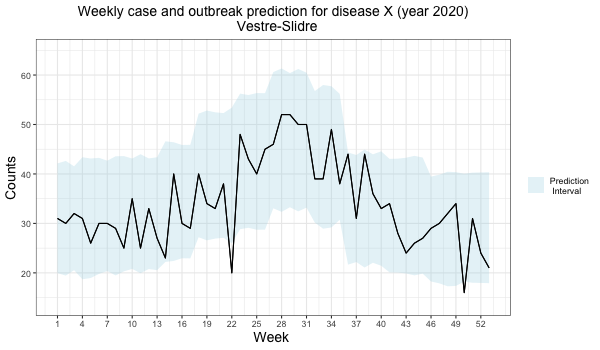 Weekly case and outbreak prediction for disease X (year 2020)
Vestre-Slidre
60
50
40
30
20
Counts
1 4 7 10 13 16 19 22 25 28 31 34 37 40 43 46 49 52
Week
Prediction
Interval